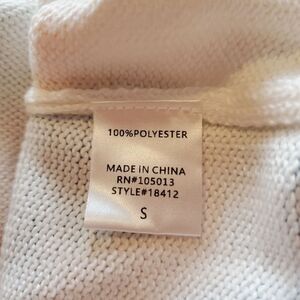 100%POLYESTER
MADE IN CHINA
RN#105013
STYLE#18412
S